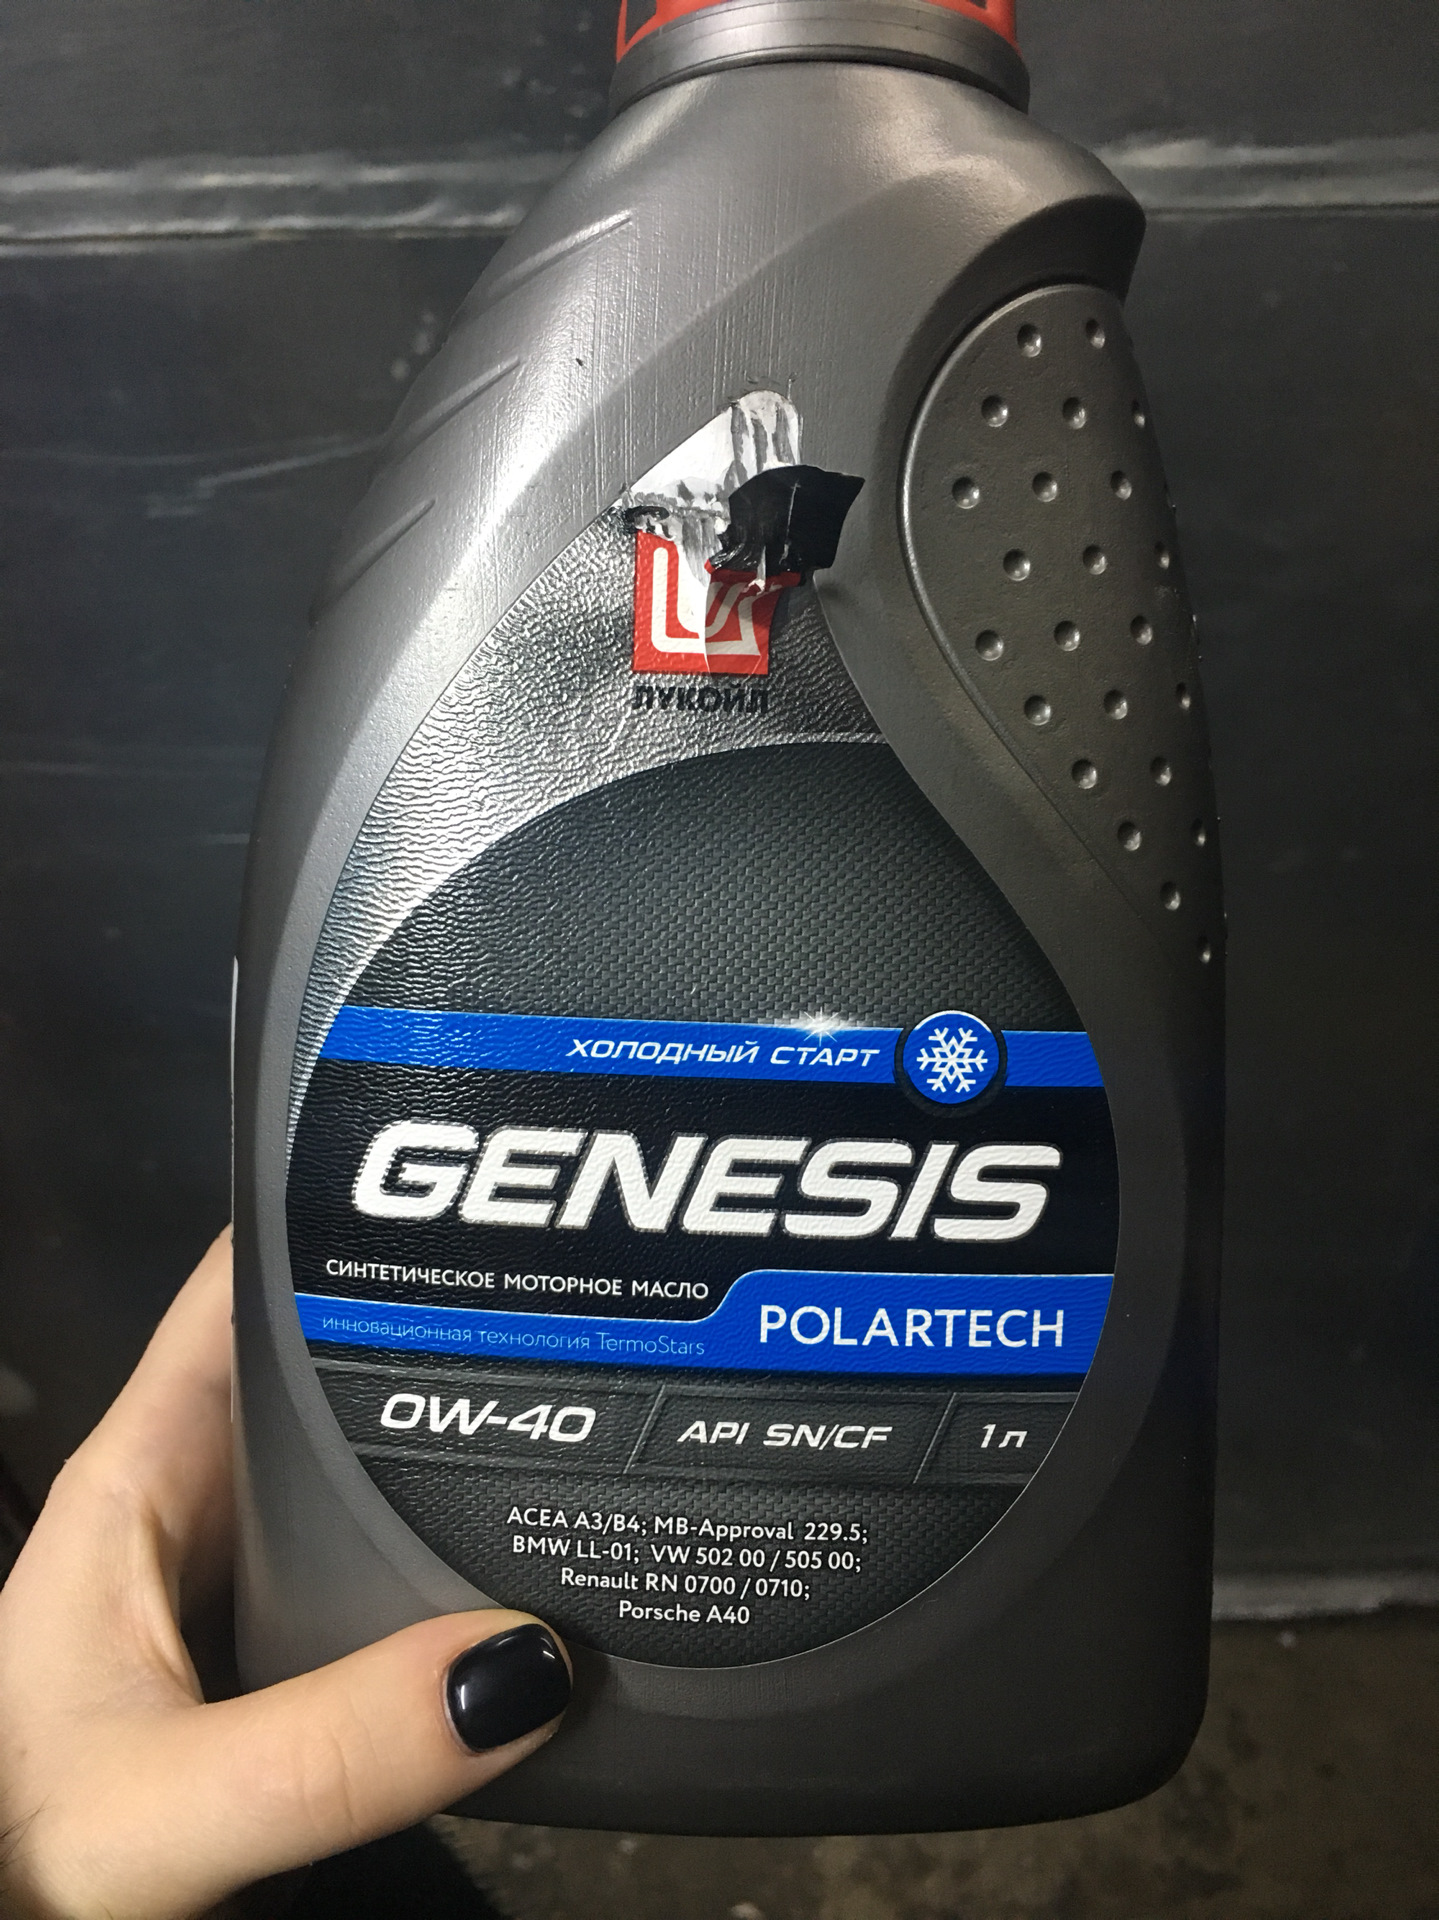 ЛУКОЙЛ
ХОЛОДНЫЙ СТАРТ
GENESIS
СИНТЕТИЧЕСКОЕ МОТОРНОЕ МАСЛО
POLARTECH
инновационная технология TermoStars
0W-40 API SN/CF 1л
ACEA A3/B4; MB-Approval 229.5;
BMW LL-01; VW 502 00 / 505 00;
Renault RN 0700 / 0710;
Porsche A40